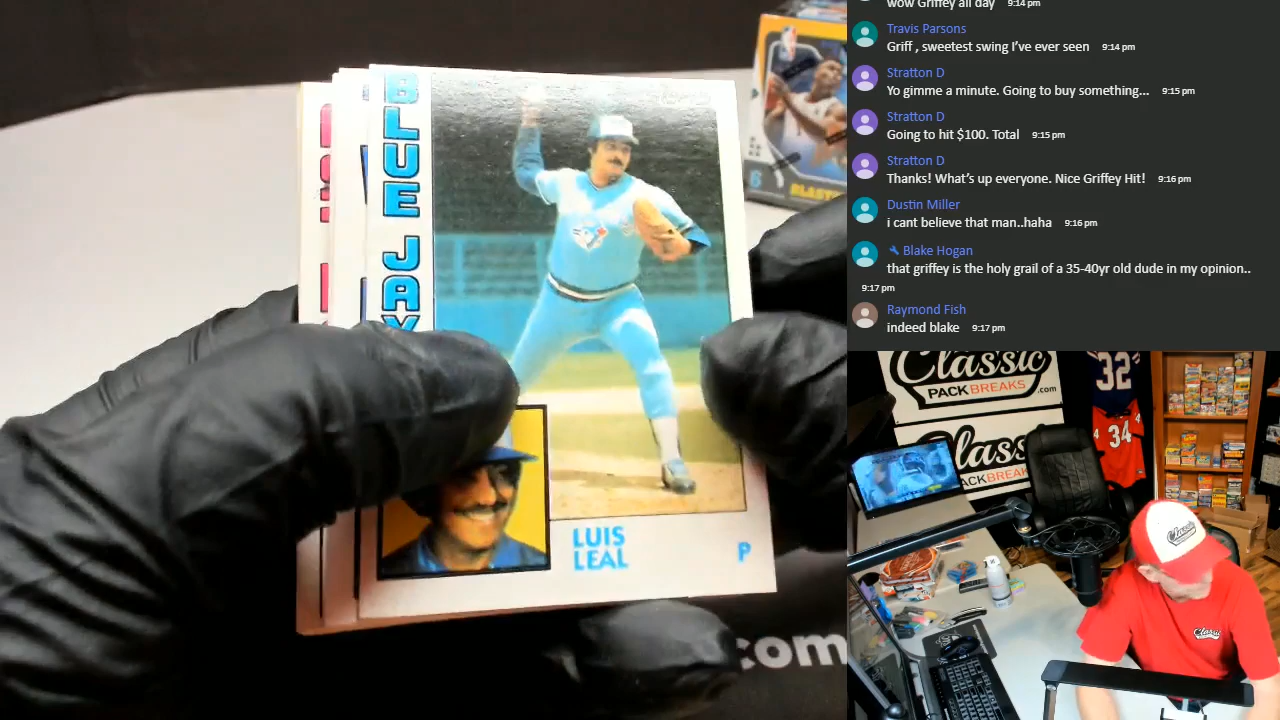 wow Griffey all day 9:14 pm
Travis Parsons
Griff , sweetest swing I've ever seen 9:14 pm
Stratton D
Yo gimme a minute. Going to buy something... 9:15 pm
Stratton D
Going to hit $100. Total 9:15 pm
Stratton D
Thanks! What's up everyone. Nice Griffey Hit! 9:16 pm
Dustin Miller
i cant believe that man..haha 9:16 pm
Blake Hogan
that griffey is the holy grail of a 35-40yr old dude in my opinion..
9:17 pm
Raymond Fish
indeed blake 9:17 pm
BLUE JAY
LUIS
LEAL
P
BLASTE
.com
Classic
PACKBREAKS.com
Class
ACKBREAK
32
34
4
Classic